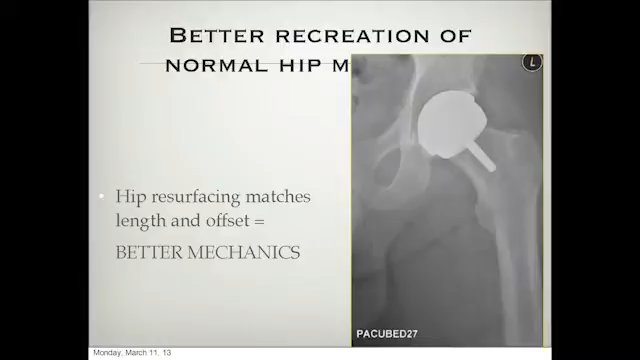 BETTER RECREATION OF
NORMAL HIP M
L
• Hip resurfacing matches
length and offset =
BETTER MECHANICS
PACUBED27
Monday, March 11, 13